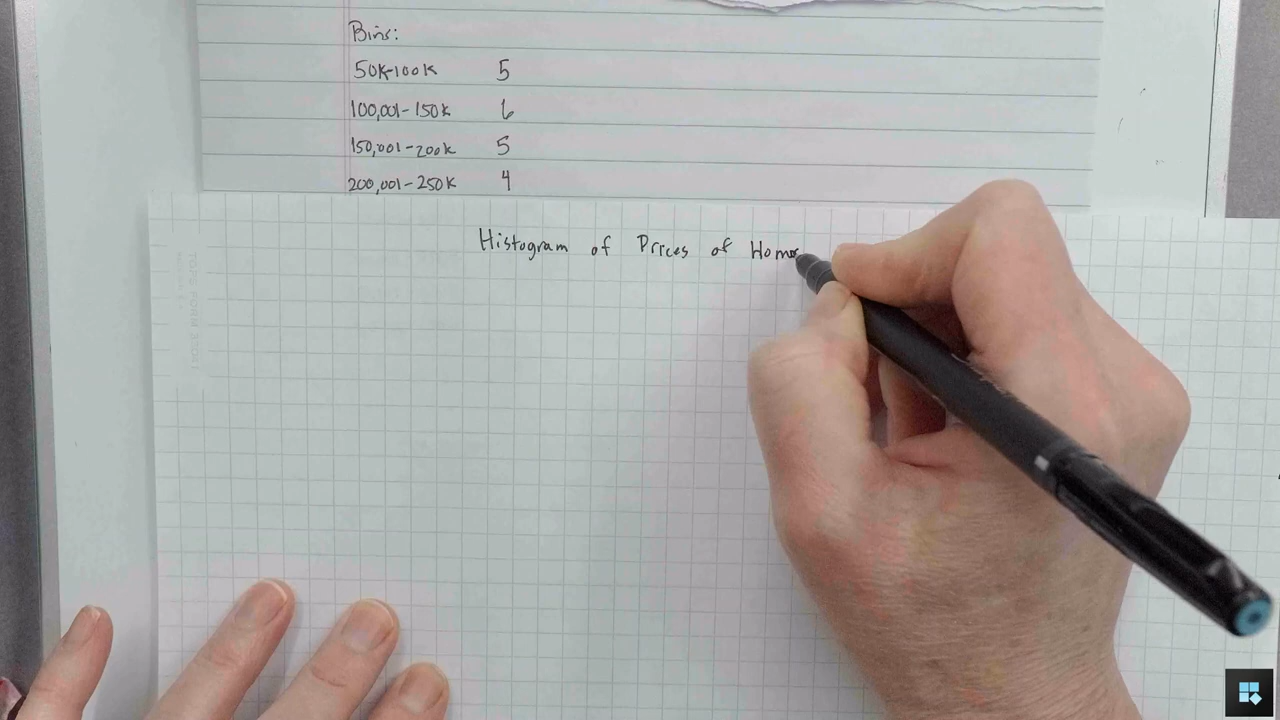 Bins:
50K-100K 5
100,001-150K 6
150,001-200K 5
200,001-250K 4
Histogram of Prices of Homes